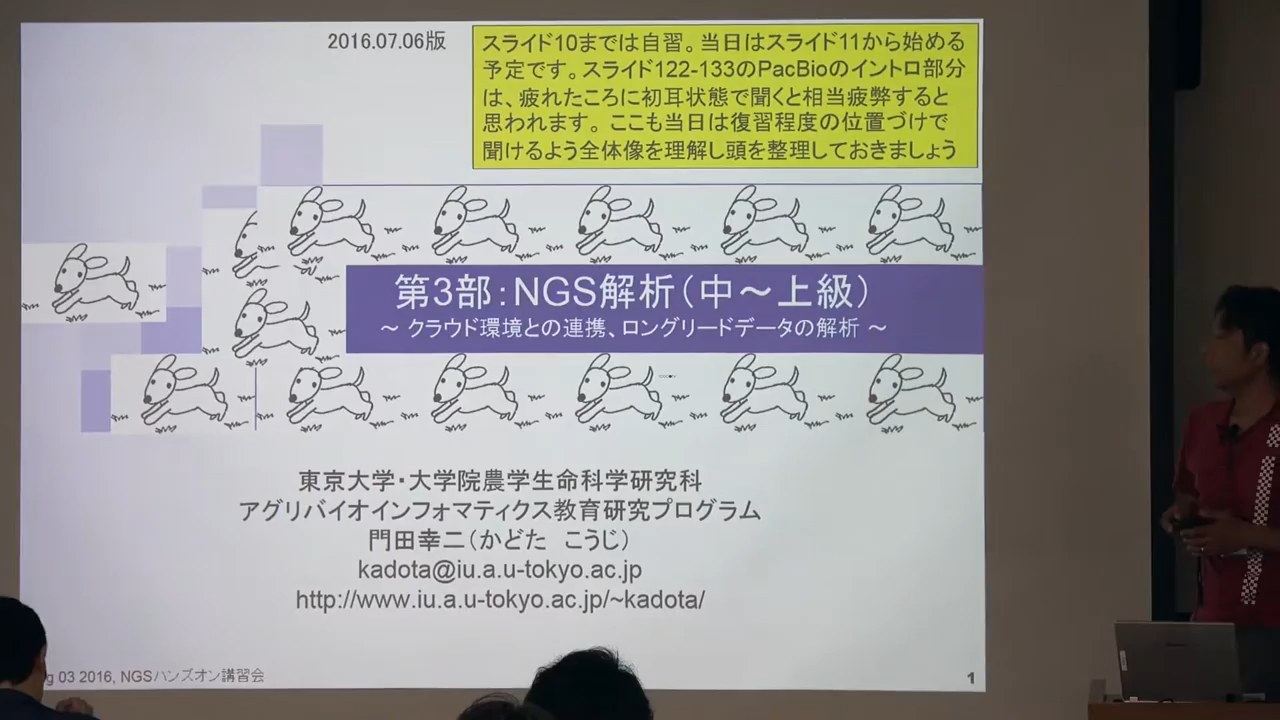 2016.07.06版
スライド10までは自習。当日はスライド11から始める
予定です。スライド122-133のPacBioのイントロ部分
は、疲れたころに初耳状態で聞くと相当疲弊すると
思われます。ここも当日は復習程度の位置づけで
聞けるよう全体像を理解し頭を整理しておきましょう
第3部：NGS解析（中～上級）
～ クラウド環境との連携、ロングリードデータの解析 ～
東京大学・大学院農学生命科学研究科
アグリバイオインフォマティクス教育研究プログラム
門田幸二（かどた　こうじ）
kadota@iu.a.u-tokyo.ac.jp
http://www.iu.a.u-tokyo.ac.jp/~kadota/
g 03 2016, NGSハンズオン講習会
1